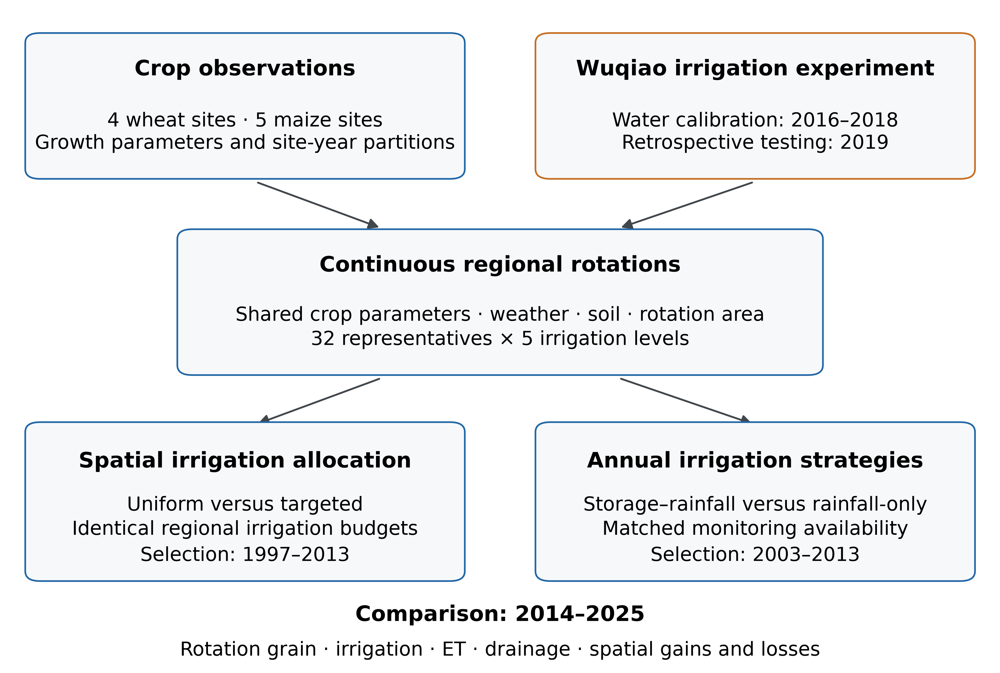 Crop observations
4 wheat sites · 5 maize sites
Growth parameters and site-year partitions
Wuqiao irrigation experiment
Water calibration: 2016–2018
Retrospective testing: 2019
Continuous regional rotations
Shared crop parameters · weather · soil · rotation area
32 representatives × 5 irrigation levels
Spatial irrigation allocation
Uniform versus targeted
Identical regional irrigation budgets
Selection: 1997–2013
Annual irrigation strategies
Storage–rainfall versus rainfall-only
Matched monitoring availability
Selection: 2003–2013
Comparison: 2014–2025
Rotation grain · irrigation · ET · drainage · spatial gains and losses